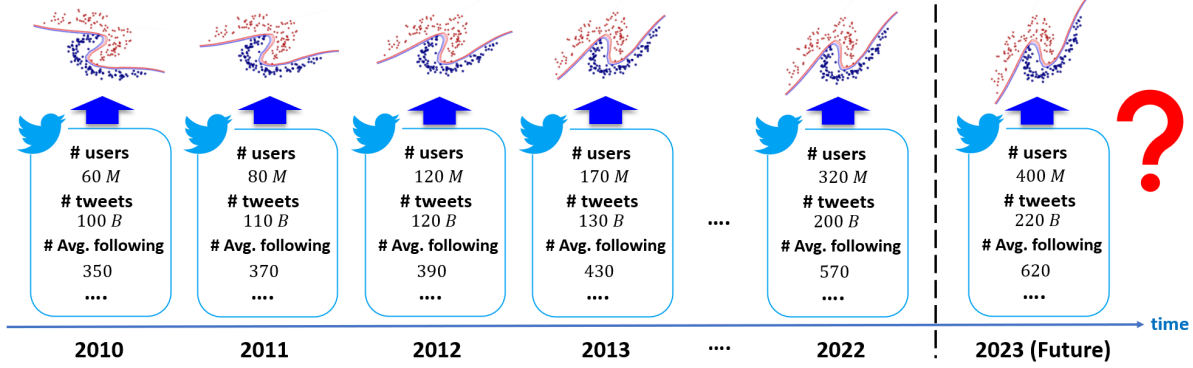 # users
60 M
# tweets
100 B
# Avg. following
350
....
# users
80 M
# tweets
110 B
# Avg. following
370
....
# users
120 M
# tweets
120 B
# Avg. following
390
....
# users
170 M
# tweets
130 B
# Avg. following
430
....
....
# users
320 M
# tweets
200 B
# Avg. following
570
....
# users
400 M
# tweets
220 B
# Avg. following
620
....
?
time
2010
2011
2012
2013
....
2022
2023 (Future)